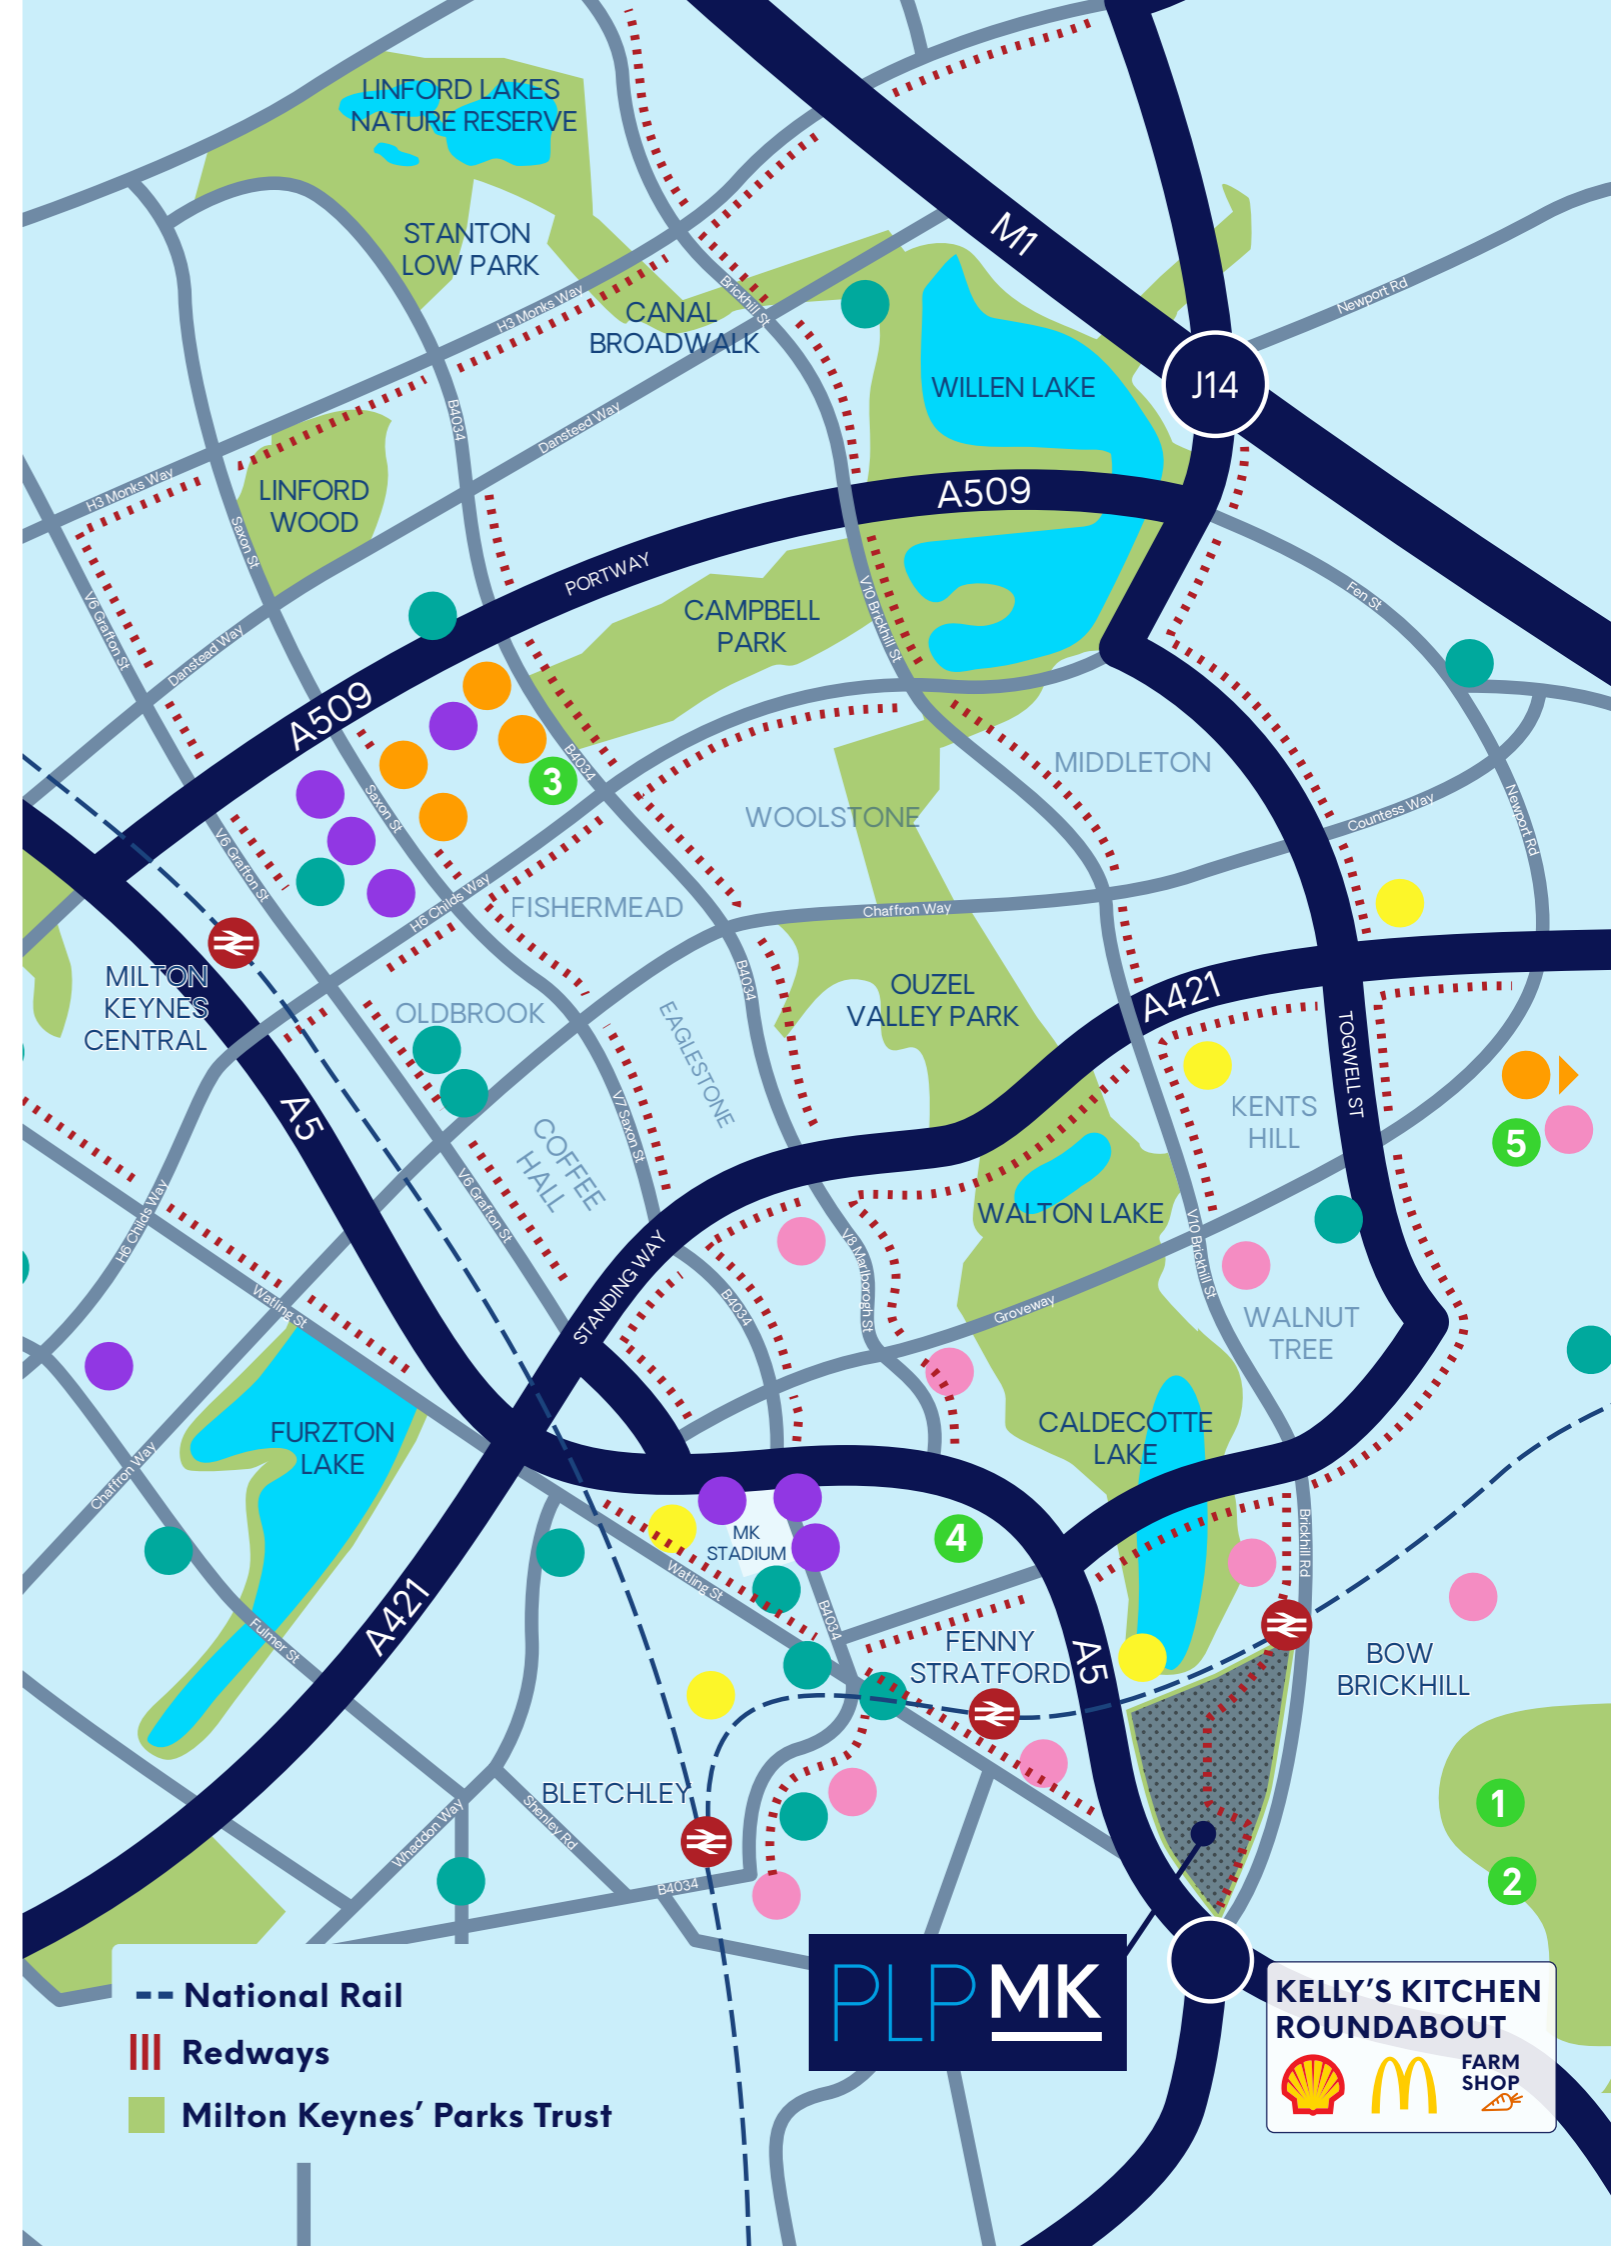 LINFORD LAKES
NATURE RESERVE
STANTON
LOW PARK
M1
Newport Rd
H3 Monks Way
Brickhill St
CANAL
BROADWALK
WILLEN LAKE
J14
B4034
Dansteed Way
H3 Monks Way
LINFORD
WOOD
Saxon St
A509
PORTWAY
V6 Grafton St
Danstead Way
CAMPBELL
PARK
V10 Brickhill St
Fen St
A509
B4034
3
Saxon St
V6 Grafton St
MIDDLETON
WOOLSTONE
Countess Way
Newport Rd
H6 Childs Way
FISHERMEAD
Chaffron Way
MILTON
KEYNES
CENTRAL
OLDBROOK
B4034
EAGLESTONE
OUZEL
VALLEY PARK
A421
TOGWELL ST
A5
V7 Saxon St
COFFEE
HALL
V6 Grafton St
KENTS
HILL
5
H6 Childs Way
WALTON LAKE
V10 Brickhill St
V8 Marlborogh St
STANDING WAY
B4034
Groveway
Watling St
WALNUT
TREE
FURZTON
LAKE
CALDECOTTE
LAKE
Chaffron Way
MK
STADIUM
4
Brickhill Rd
Watling St
B4034
A421
Fulmer St
FENNY
STRATFORD
A5
BOW
BRICKHILL
BLETCHLEY
Whaddon Way
Shenley Rd
B4034
1
2
PLP MK
KELLY'S KITCHEN
ROUNDABOUT
FARM
SHOP
National Rail
Redways
Milton Keynes' Parks Trust